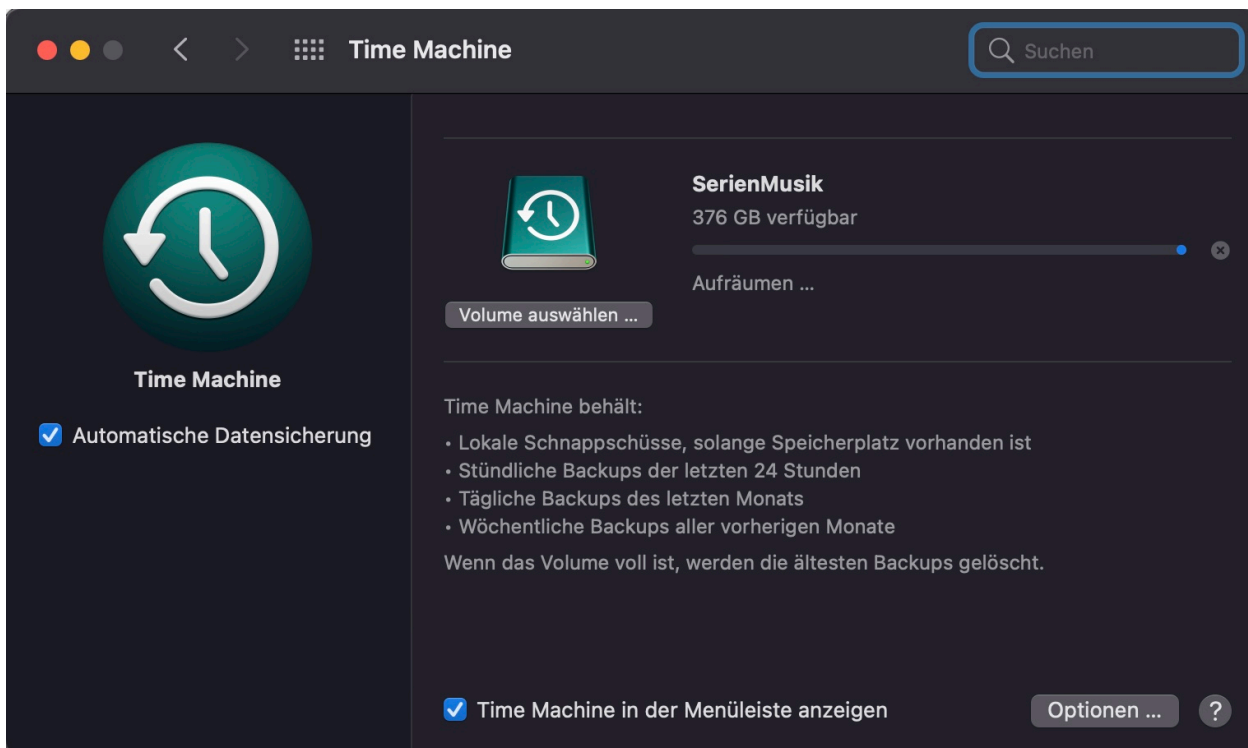 Time Machine
Suchen
Time Machine
Automatische Datensicherung
SerienMusik
376 GB verfügbar
Aufräumen ...
Volume auswählen ...
Time Machine behält:
• Lokale Schnappschüsse, solange Speicherplatz vorhanden ist
• Stündliche Backups der letzten 24 Stunden
• Tägliche Backups des letzten Monats
• Wöchentliche Backups aller vorherigen Monate
Wenn das Volume voll ist, werden die ältesten Backups gelöscht.
Time Machine in der Menüleiste anzeigen
Optionen ...
?